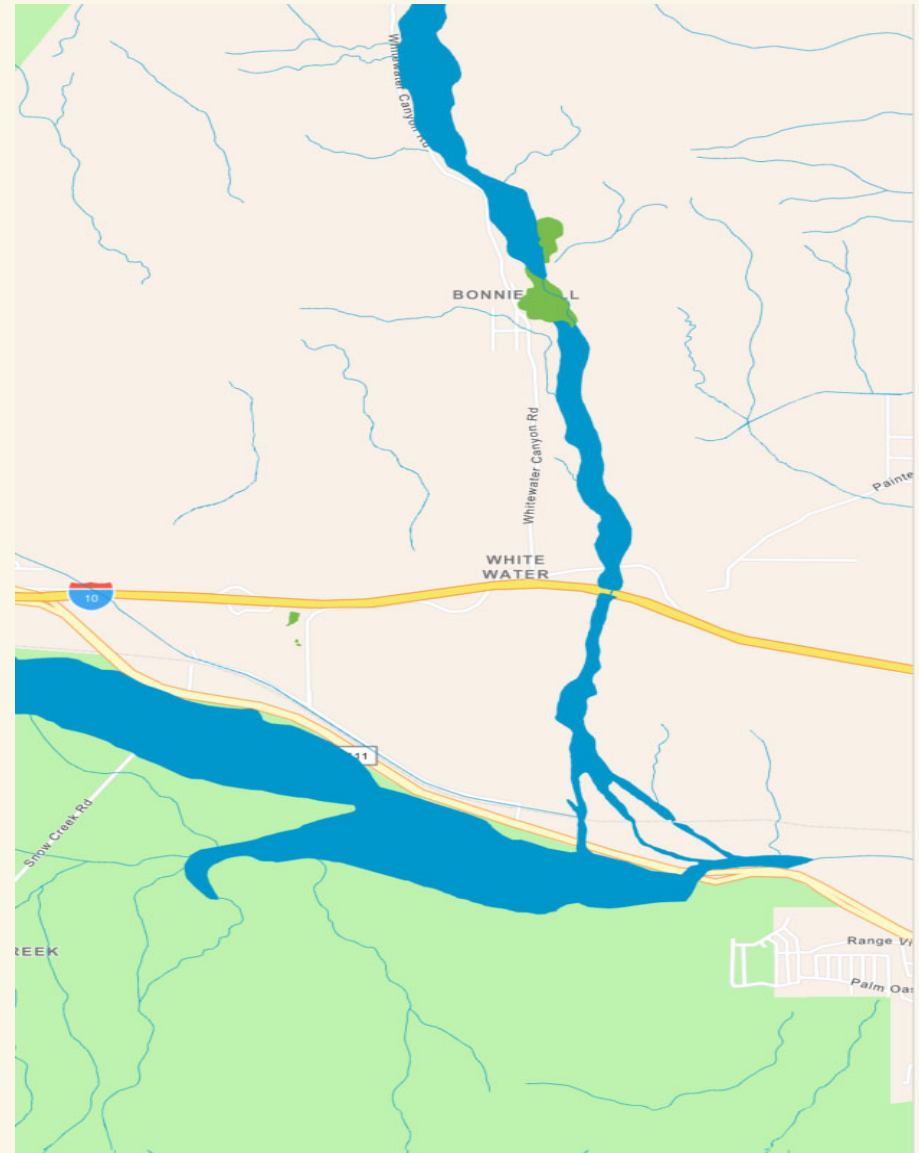 Whitewater Canyon Rd
BONNIE
L
Whitewater Canyon Rd
Painte
WHITE
WATER
10
11
Snow Creek Rd
REEK
Range Vi
Palm Oas